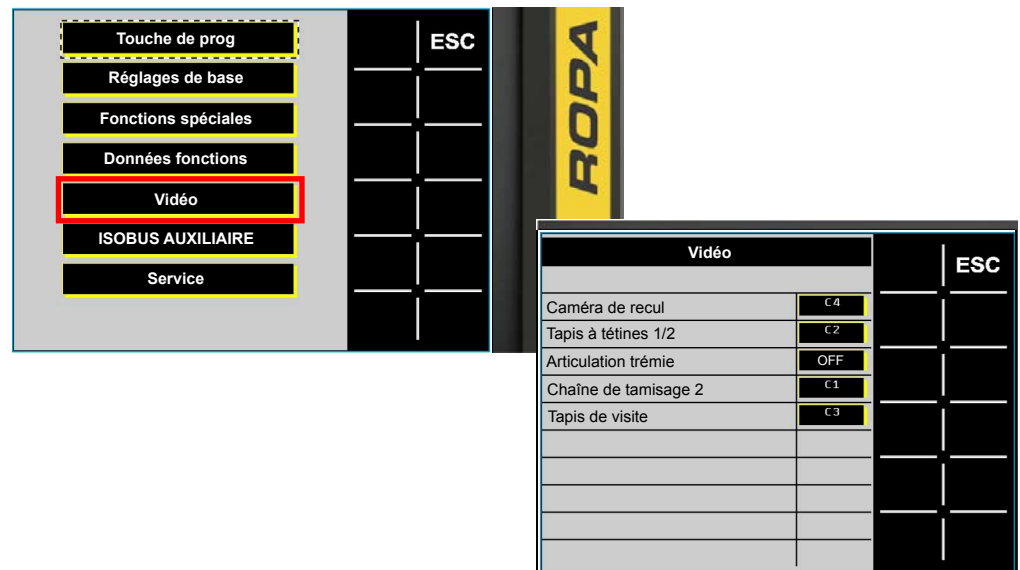 Touche de prog
ESC
Réglages de base
Fonctions spéciales
Données fonctions
Vidéo
ISOBUS AUXILIAIRE
Service
ROPA
Vidéo
ESC
Caméra de recul C4
Tapis à tétines 1/2 C2
Articulation trémie OFF
Chaîne de tamisage 2 C1
Tapis de visite C3